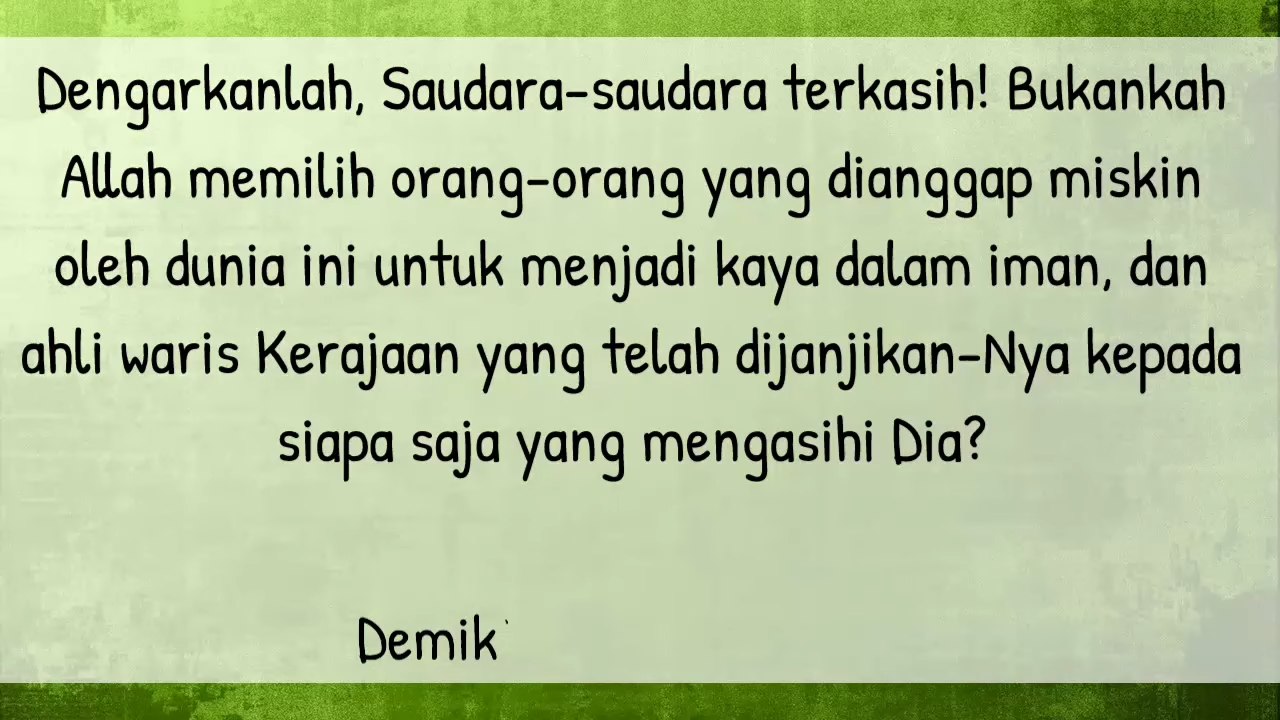 Dengarkanlah, Saudara-saudara terkasih! Bukankah
Allah memilih orang-orang yang dianggap miskin
oleh dunia ini untuk menjadi kaya dalam iman, dan
ahli waris Kerajaan yang telah dijanjikan-Nya kepada
siapa saja yang mengasihi Dia?
Demik